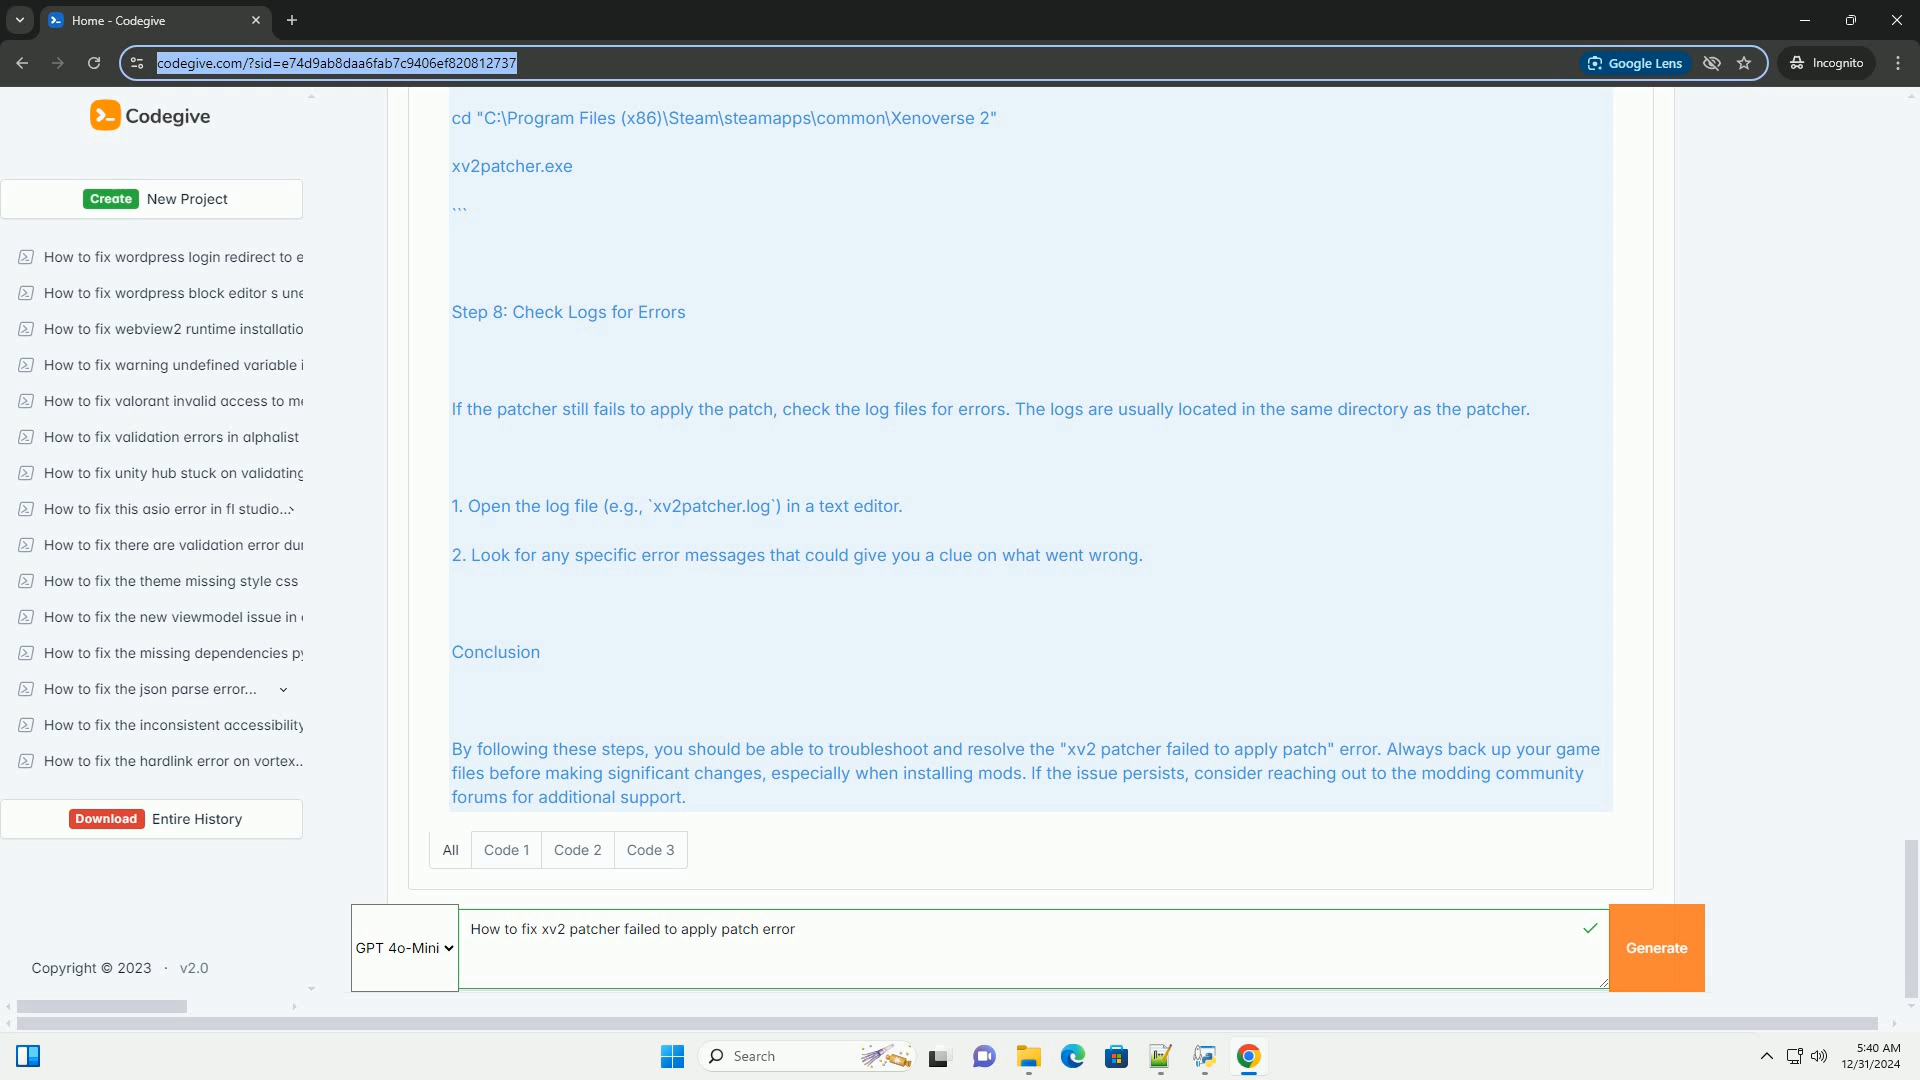 Home - Codegive
codegive.com/?sid=e74d9ab8daa6fab7c9406ef820812737
Google Lens
Incognito
Codegive
Create New Project
How to fix wordpress login redirect to e
How to fix wordpress block editor s une
How to fix webview2 runtime installatio
How to fix warning undefined variable i
How to fix valorant invalid access to me
How to fix validation errors in alphalist
How to fix unity hub stuck on validating
How to fix this asio error in fl studio...
How to fix there are validation error dur
How to fix the theme missing style css
How to fix the new viewmodel issue in
How to fix the missing dependencies py
How to fix the json parse error...
How to fix the inconsistent accessibility
How to fix the hardlink error on vortex..
Download Entire History
Copyright © 2023 · v2.0
cd "C:\Program Files (x86)\Steam\steamapps\common\Xenoverse 2"
xv2patcher.exe
```
Step 8: Check Logs for Errors
If the patcher still fails to apply the patch, check the log files for errors. The logs are usually located in the same directory as the patcher.
1. Open the log file (e.g., `xv2patcher.log`) in a text editor.
2. Look for any specific error messages that could give you a clue on what went wrong.
Conclusion
By following these steps, you should be able to troubleshoot and resolve the "xv2 patcher failed to apply patch" error. Always back up your game
files before making significant changes, especially when installing mods. If the issue persists, consider reaching out to the modding community
forums for additional support.
All Code 1 Code 2 Code 3
GPT 4o-Mini
How to fix xv2 patcher failed to apply patch error
Generate
Search
5:40 AM
12/31/2024